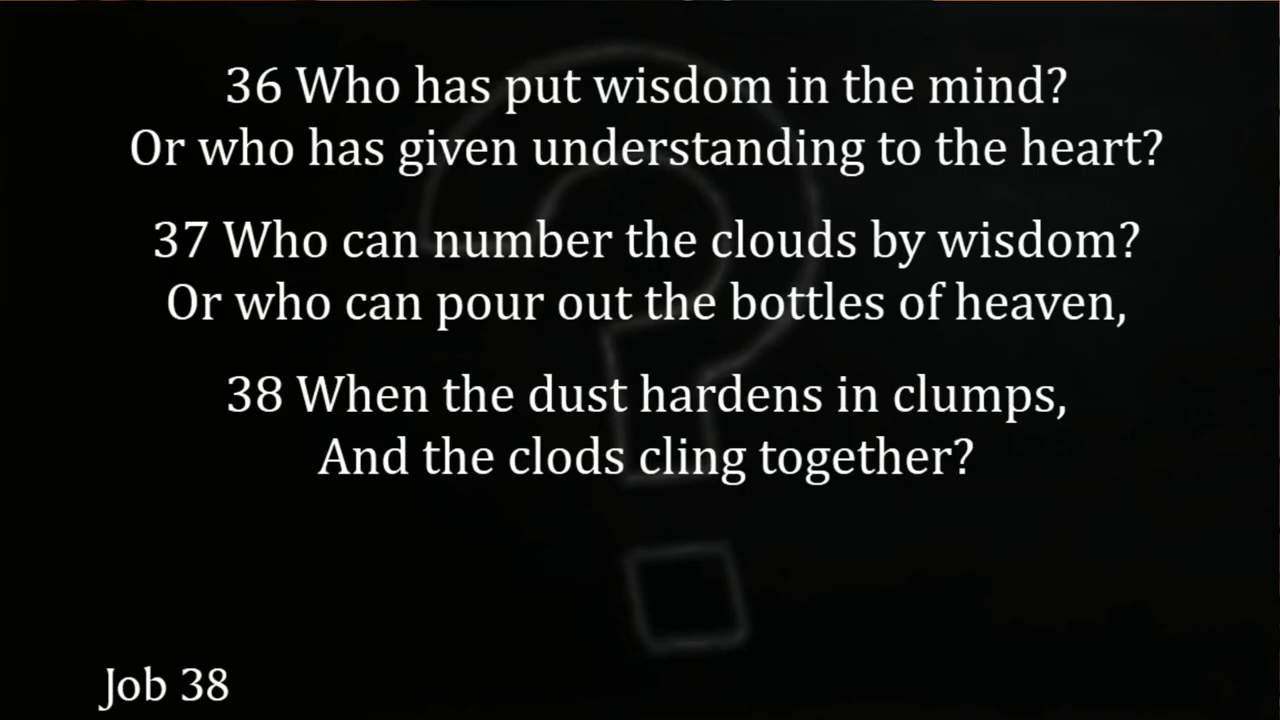 36 Who has put wisdom in the mind?
Or who has given understanding to the heart?
37 Who can number the clouds by wisdom?
Or who can pour out the bottles of heaven,
38 When the dust hardens in clumps,
And the clods cling together?
Job 38